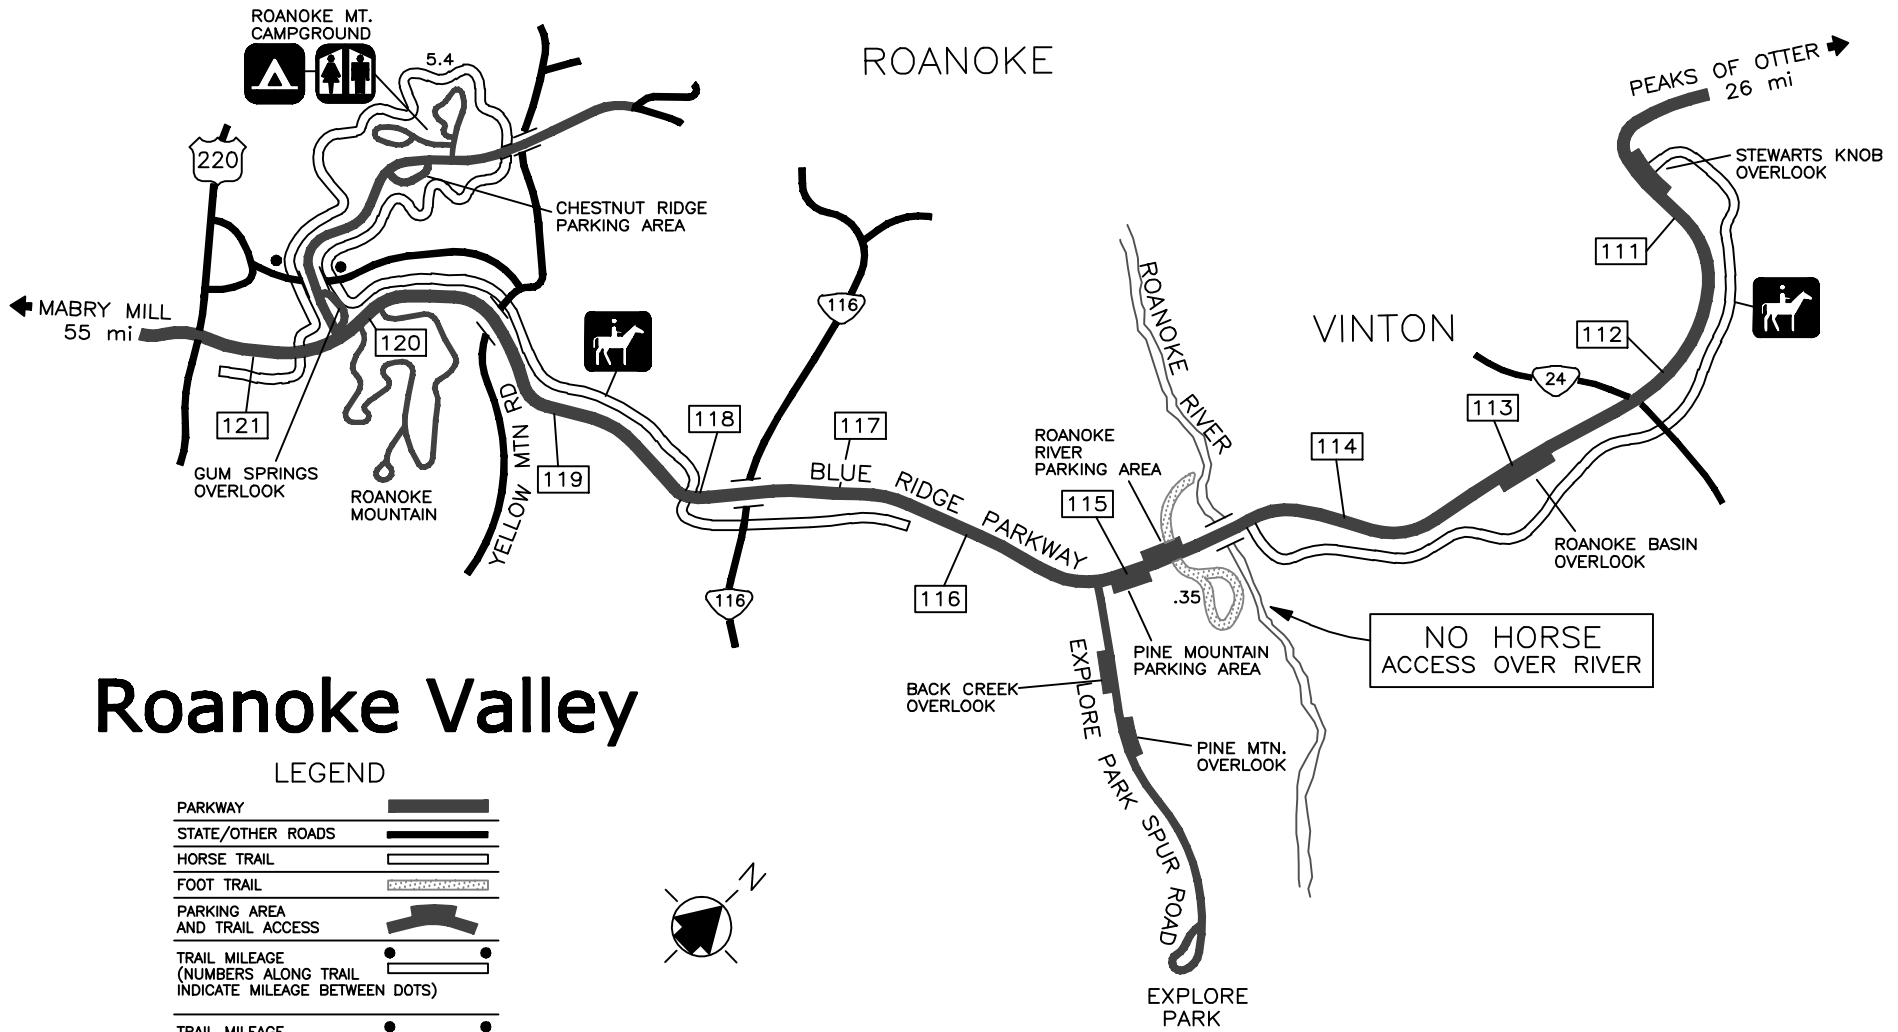 ROANOKE MT.
CAMPGROUND
5.4
ROANOKE
PEAKS OF OTTER
26 mi
220
STEWARTS KNOB
OVERLOOK
CHESTNUT RIDGE
PARKING AREA
111
MABRY MILL
55 mi
116
ROANOKE RIVER
VINTON
112
120
24
121
119
118
117
113
114
YELLOW MTN RD
GUM SPRINGS
OVERLOOK
ROANOKE
MOUNTAIN
BLUE RIDGE PARKWAY
ROANOKE
RIVER
PARKING AREA
115
ROANOKE BASIN
OVERLOOK
116
116
.35
NO HORSE
ACCESS OVER RIVER
PINE MOUNTAIN
PARKING AREA
BACK CREEK
OVERLOOK
EXPLORE PARK SPUR ROAD
PINE MTN.
OVERLOOK
EXPLORE
PARK
Roanoke Valley
LEGEND
PARKWAY
STATE/OTHER ROADS
HORSE TRAIL
FOOT TRAIL
PARKING AREA
AND TRAIL ACCESS
TRAIL MILEAGE
(NUMBERS ALONG TRAIL
INDICATE MILEAGE BETWEEN DOTS)
TRAIL MILEAGE
N